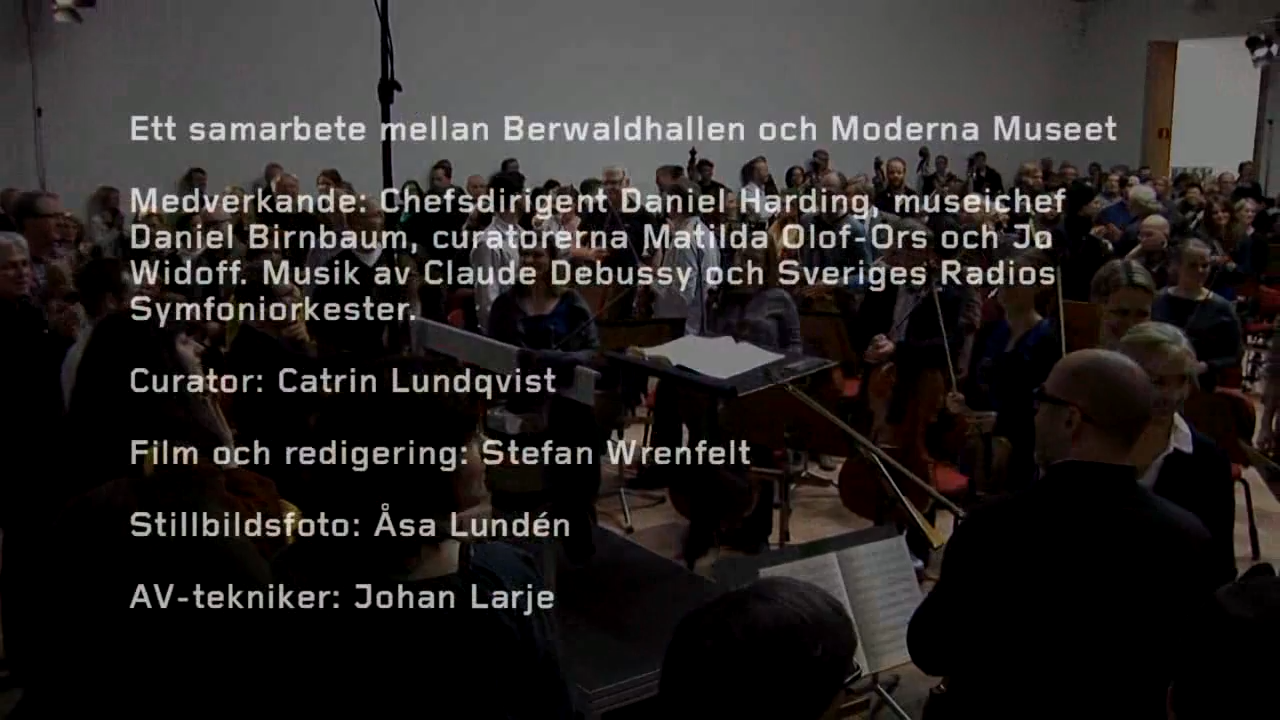 Ett samarbete mellan Berwaldhallen och Moderna Museet
Medverkande: Chefsdirigent Daniel Harding, museichef
Daniel Birnbaum, curatorerna Matilda Olof-Ors och Jo
Widoff. Musik av Claude Debussy och Sveriges Radios
Symfoniorkester.
Curator: Catrin Lundqvist
Film och redigering: Stefan Wrenfelt
Stillbildsfoto: Åsa Lundén
AV-tekniker: Johan Larje